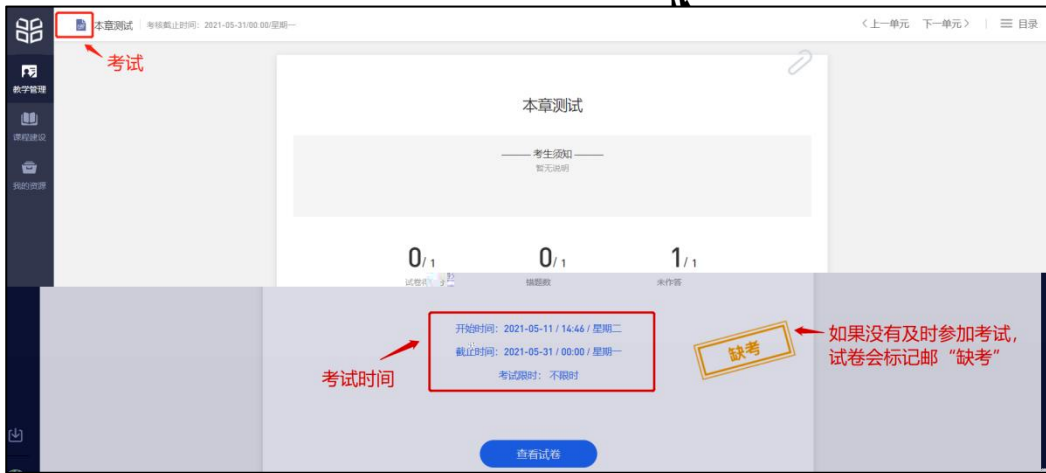 本章测试 考核截止时间：2021-05-31/00:00/星期一
<上一单元 下一单元> 目录
考试
教学管理
课程建设
我的资源
本章测试
考生须知
暂无说明
0/ 1 0/ 1 1/ 1
未作答
开始时间：2021-05-11 / 14:46 / 星期二
截止时间：2021-05-31 / 00:00 / 星期一
考试限时： 不限时
考试时间
缺考
如果没有及时参加考试，
试卷会标记邮“缺考”
查看试卷